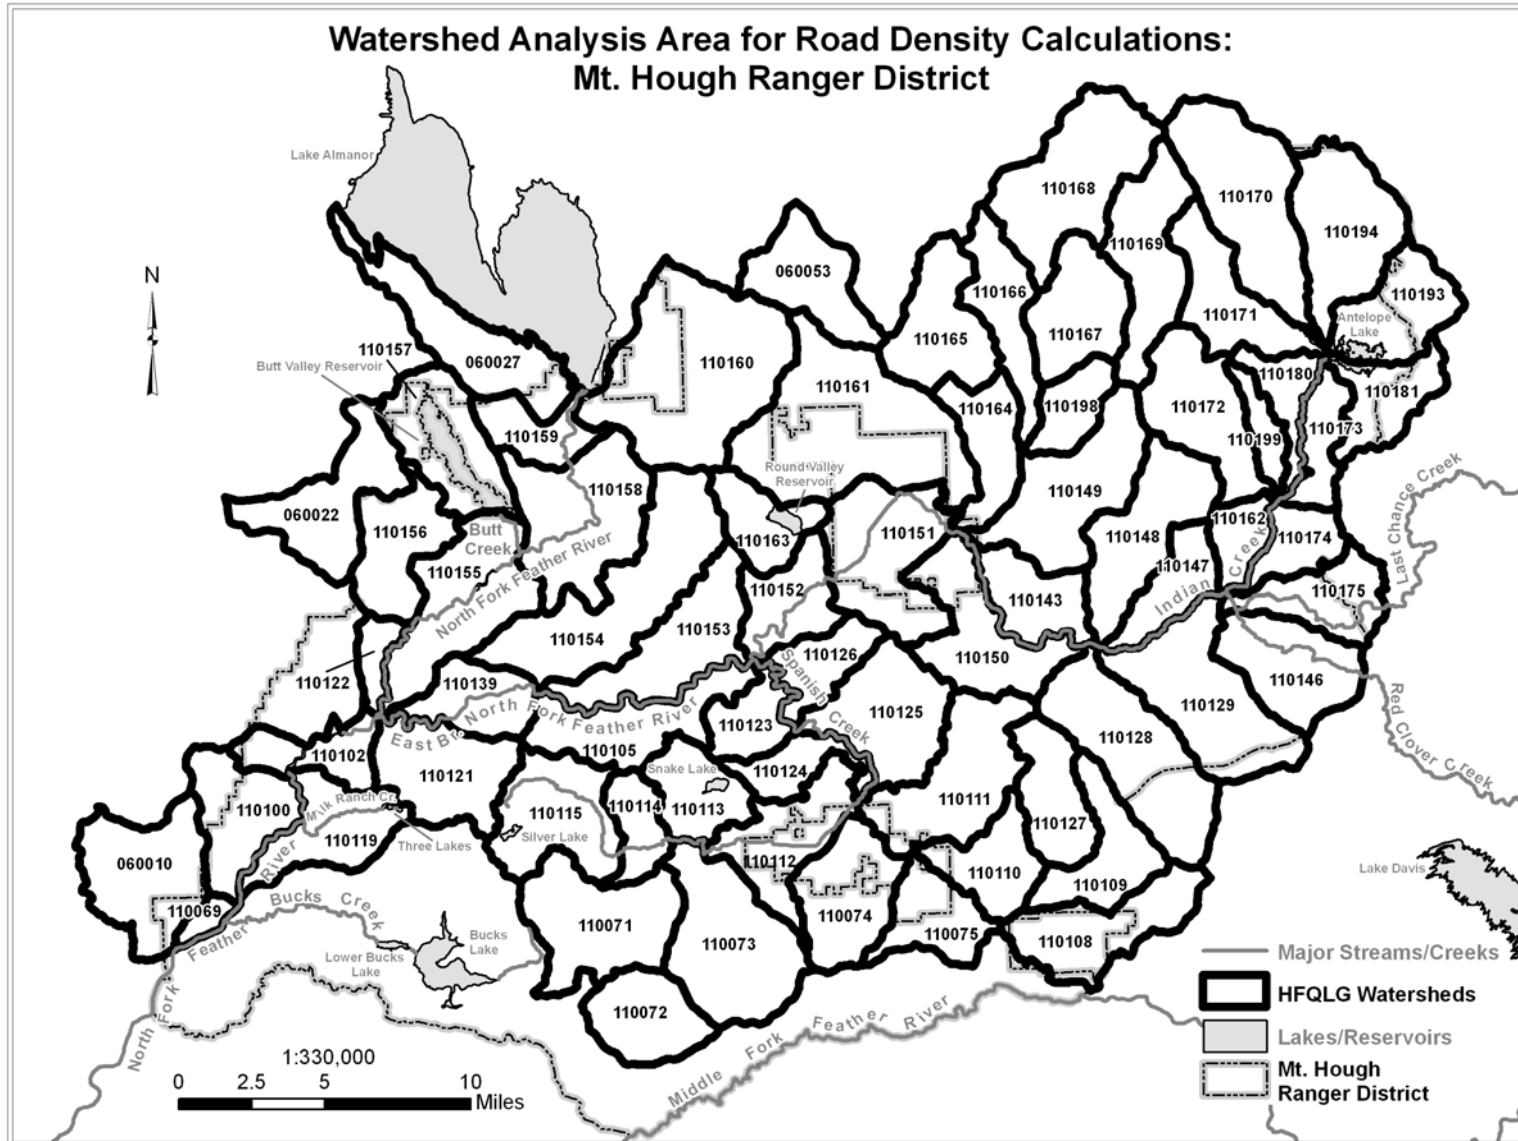 Watershed Analysis Area for Road Density Calculations:
Mt. Hough Ranger District
Lake Almanor
N
110168
110170
110194
110169
060053
110166
110193
110171
Antelope
Lake
110165
110167
110157
060027
110160
Butt Valley Reservoir
110161
110180
110181
110164
110198
110172
110159
110199
110173
Round Valley
Reservoir
110158
110149
060022
110156
Butt
Creek
110163
110151
110148
110162
110174
Last Chance Creek
110155
North Fork Feather River
110152
110147
Indian Creek
110175
110143
110154
110153
110126
110150
110122
110139
Spanish Creek
110146
Red Clover Creek
East Br.
North Fork Feather River
110123
110125
110129
110128
110102
110105
110121
Snake Lake
110124
110100
Milk Ranch Cr.
110115
110114
110113
110111
110127
110119
Three Lakes
Silver Lake
060010
110112
110110
110109
Lake Davis
110069
Bucks Creek
North Fork
Feather River
110071
110074
110073
110075
110108
Bucks
Lake
Lower Bucks
Lake
110072
Middle Fork Feather River
Major Streams/Creeks
HFQLG Watersheds
Lakes/Reservoirs
Mt. Hough
Ranger District
1:330,000
0 2.5 5 10
Miles